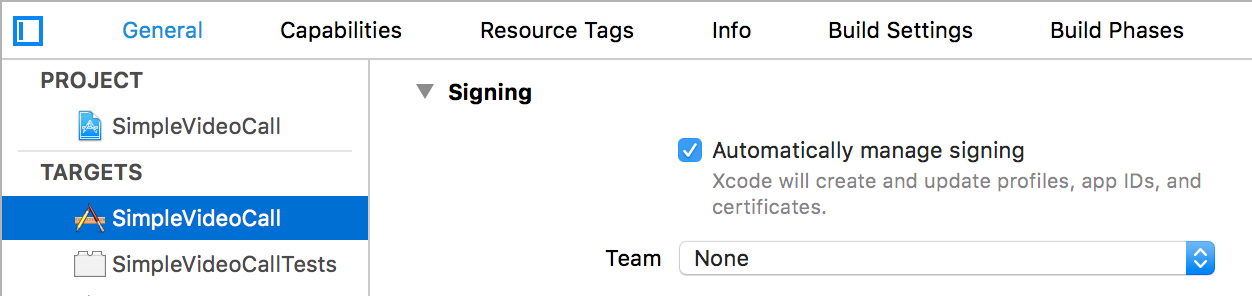 General Capabilities Resource Tags Info Build Settings Build Phases
PROJECT
SimpleVideoCall
TARGETS
SimpleVideoCall
SimpleVideoCallTests
Signing
Automatically manage signing
Xcode will create and update profiles, app IDs, and
certificates.
Team None